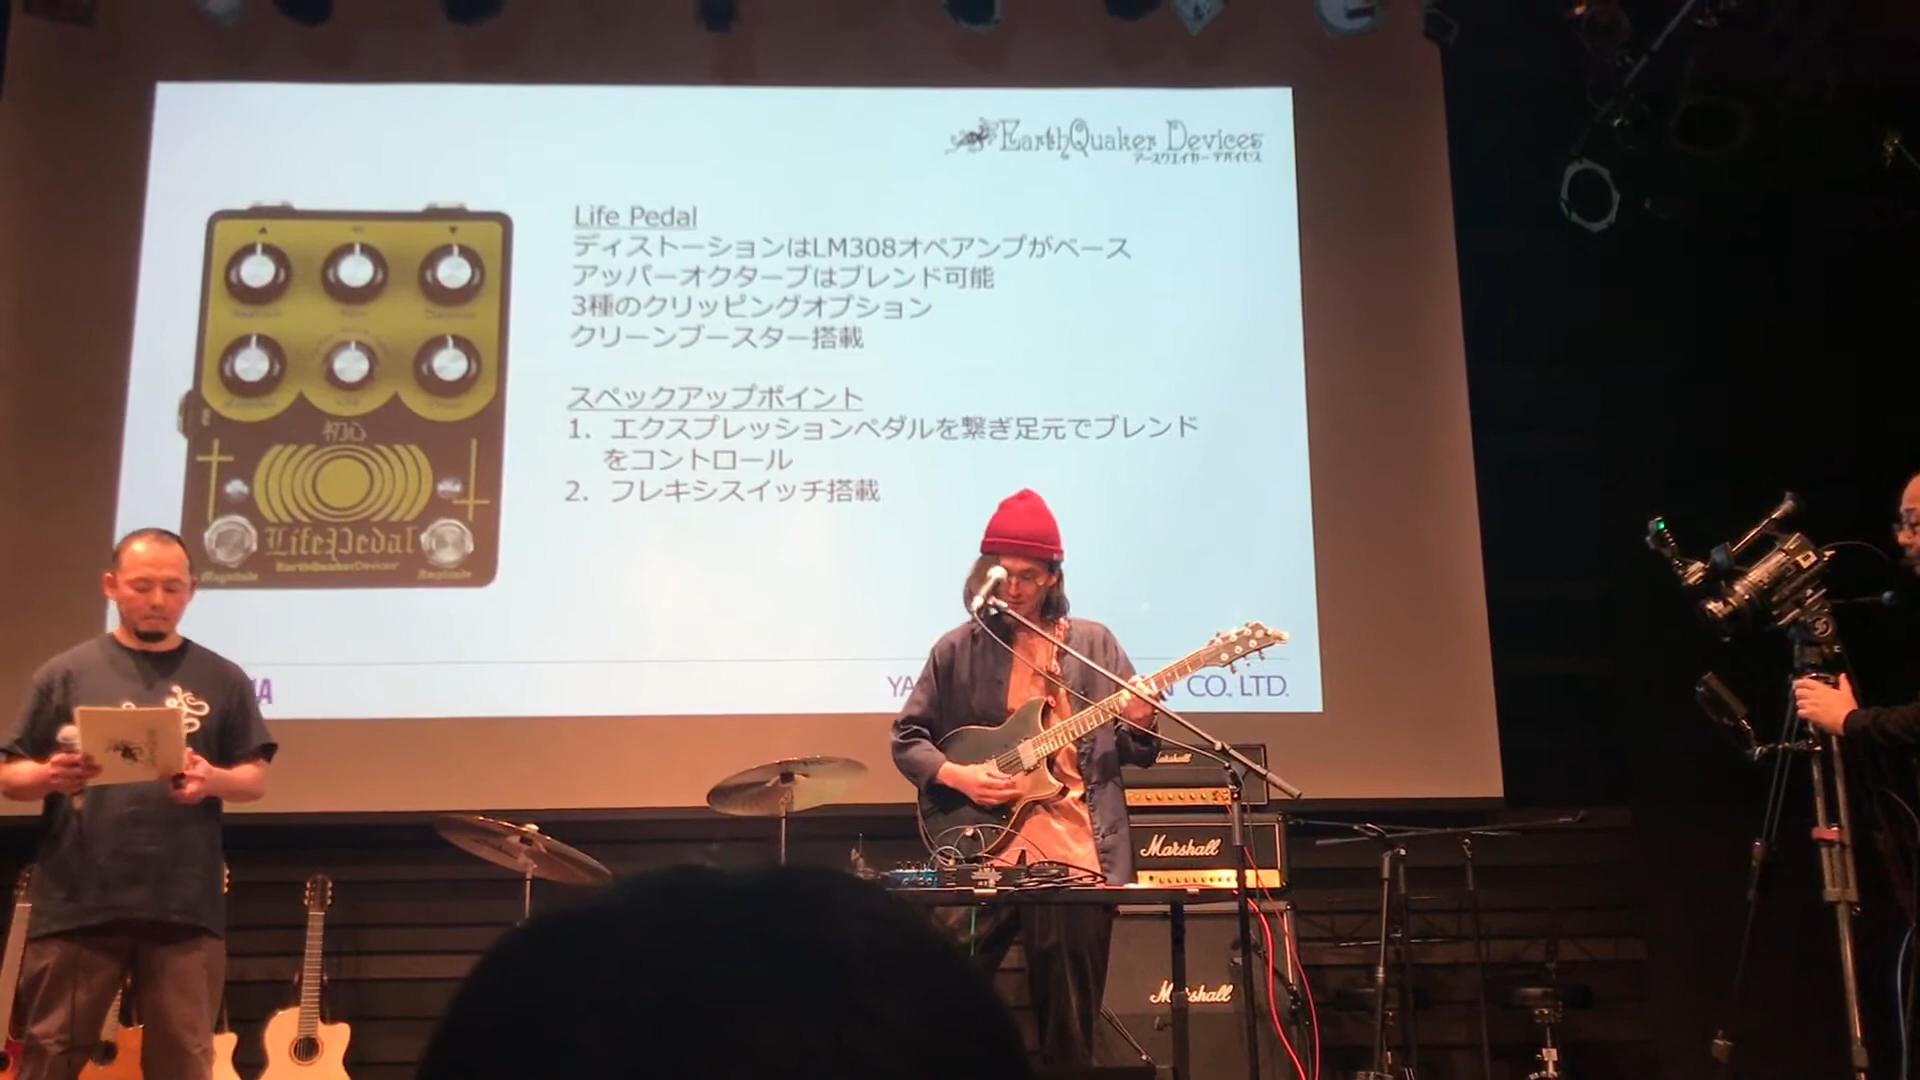 EarthQuaker Devices
アースクエイカーデバイセス
Life Pedal
ディストーションはLM308オペアンプがベース
アッパーオクターブはブレンド可能
3種のクリッピングオプション
クリーンブースター搭載
スペックアップポイント
1. エクスプレッションペダルを繋ぎ足元でブレンド
をコントロール
2. フレキシスイッチ搭載
初心
LifePedal
EarthQuakerDevices
Magnitude
Amplitude
CO., LTD.
Marshall
Marshall
Marshall